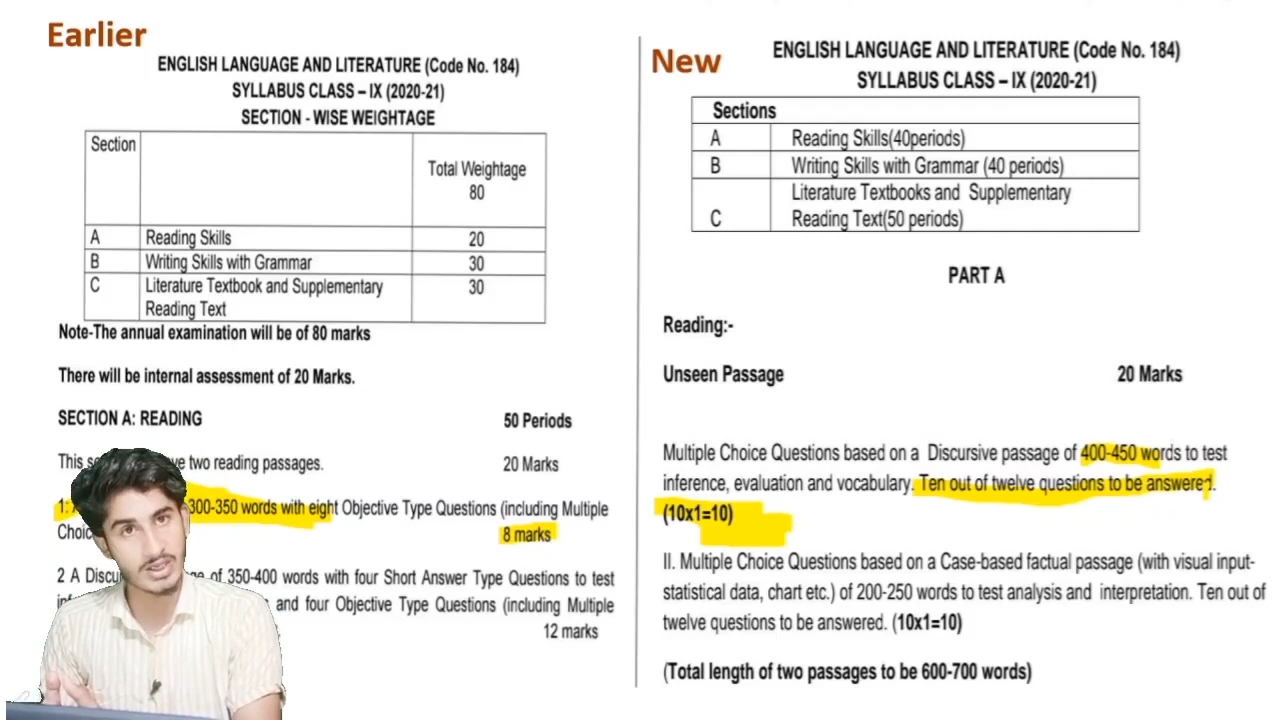 Earlier
ENGLISH LANGUAGE AND LITERATURE (Code No. 184)
SYLLABUS CLASS – IX (2020-21)
SECTION - WISE WEIGHTAGE
Section
Total Weightage
80
A Reading Skills 20
B Writing Skills with Grammar 30
C Literature Textbook and Supplementary 30
Reading Text
Note-The annual examination will be of 80 marks
There will be internal assessment of 20 Marks.
SECTION A: READING 50 Periods
This two reading passages. 20 Marks
1: 300-350 words with eight Objective Type Questions (including Multiple
8 marks
2 A of 350-400 words with four Short Answer Type Questions to test
and four Objective Type Questions (including Multiple
12 marks
New
ENGLISH LANGUAGE AND LITERATURE (Code No. 184)
SYLLABUS CLASS – IX (2020-21)
Sections
A Reading Skills(40periods)
B Writing Skills with Grammar (40 periods)
Literature Textbooks and Supplementary
C Reading Text(50 periods)
PART A
Reading:-
Unseen Passage 20 Marks
Multiple Choice Questions based on a Discursive passage of 400-450 words to test
inference, evaluation and vocabulary. Ten out of twelve questions to be answered.
(10x1=10)
II. Multiple Choice Questions based on a Case-based factual passage (with visual input-
statistical data, chart etc.) of 200-250 words to test analysis and interpretation. Ten out of
twelve questions to be answered. (10x1=10)
(Total length of two passages to be 600-700 words)